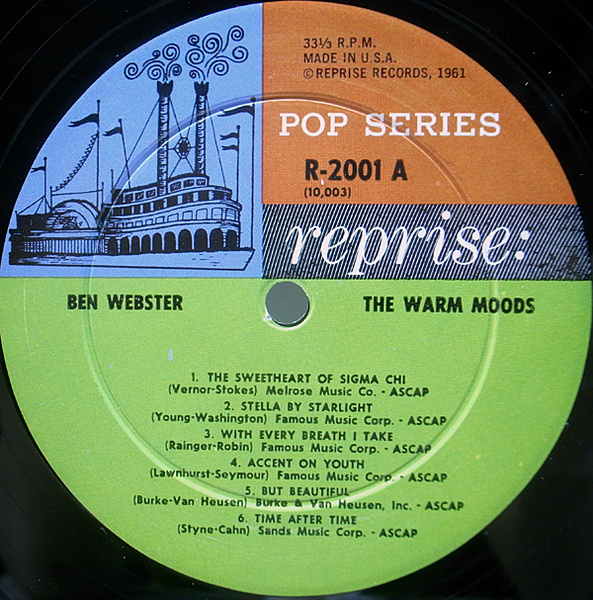 33⅓ R.P.M.
MADE IN U.S.A.
©REPRISE RECORDS, 1961
POP SERIES
R-2001 A
(10,003)
reprise:
BEN WEBSTER
THE WARM MOODS
1. THE SWEETHEART OF SIGMA CHI
(Vernor-Stokes) Melrose Music Co. - ASCAP
2. STELLA BY STARLIGHT
(Young-Washington) Famous Music Corp. - ASCAP
3. WITH EVERY BREATH I TAKE
(Rainger-Robin) Famous Music Corp. - ASCAP
4. ACCENT ON YOUTH
(Lawnhurst-Seymour) Famous Music Corp. - ASCAP
5. BUT BEAUTIFUL
(Burke-Van Heusen) Burke & Van Heusen, Inc. - ASCAP
6. TIME AFTER TIME
(Styne-Cahn) Sands Music Corp. - ASCAP